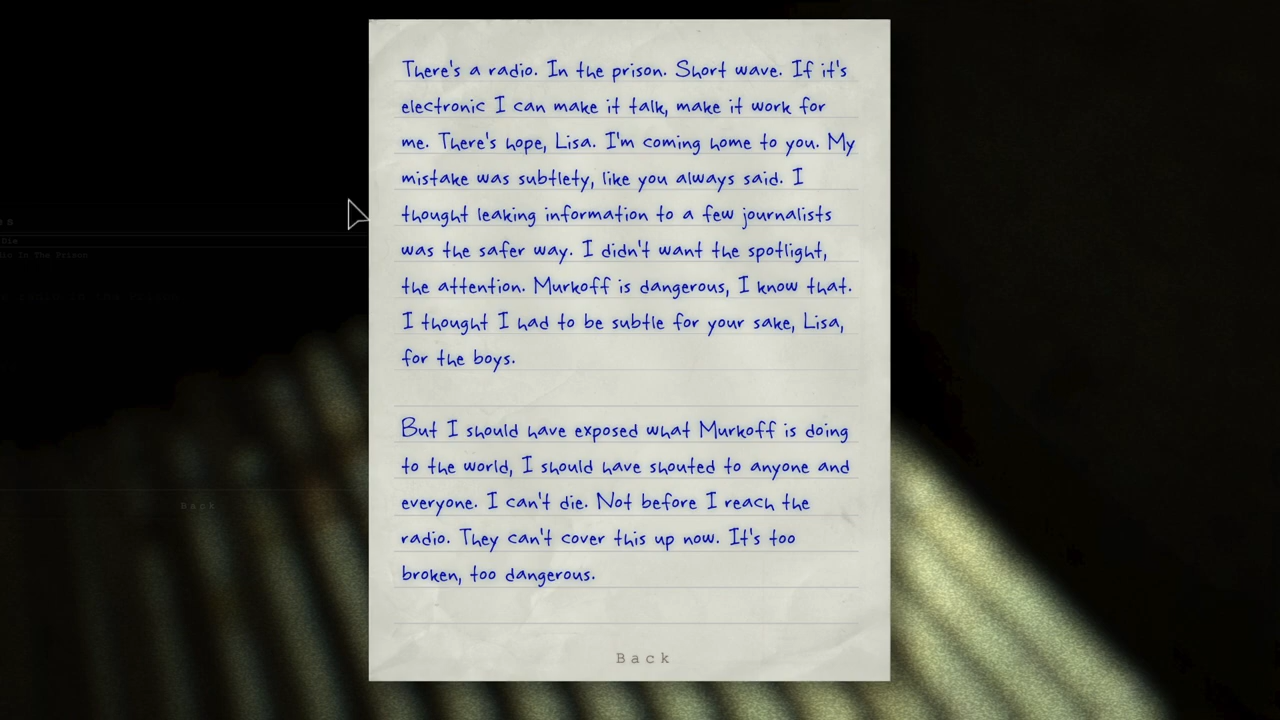 There's a radio. In the prison. Short wave. If it's
electronic I can make it talk, make it work for
me. There's hope, Lisa. I'm coming home to you. My
mistake was subtlety, like you always said. I
thought leaking information to a few journalists
was the safer way. I didn't want the spotlight,
the attention. Murkoff is dangerous, I know that.
I thought I had to be subtle for your sake, Lisa,
for the boys.
But I should have exposed what Murkoff is doing
to the world, I should have shouted to anyone and
everyone. I can't die. Not before I reach the
radio. They can't cover this up now. It's too
broken, too dangerous.
Back
Die
In The Prison
Back